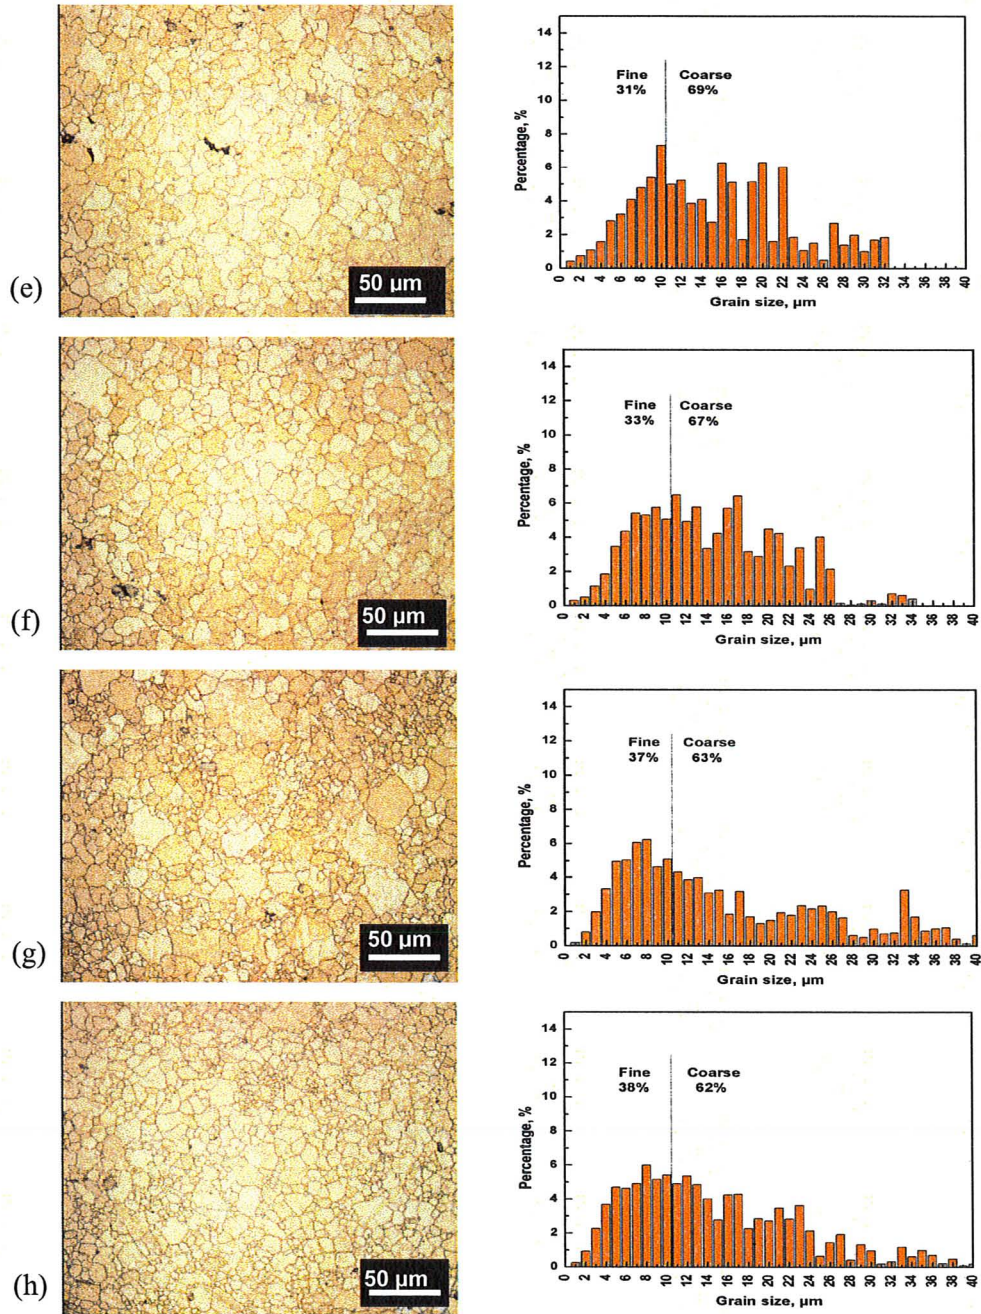 14
12
10
8
6
4
2
0
Percentage, %
Fine
31%
Coarse
69%
0 2 4 6 8 10 12 14 16 18 20 22 24 26 28 30 32 34 36 38 40
Grain size, µm
50 µm
(e)
14
12
10
8
6
4
2
0
Percentage, %
Fine
33%
Coarse
67%
0 2 4 6 8 10 12 14 16 18 20 22 24 26 28 30 32 34 36 38 40
Grain size, µm
50 µm
(f)
14
12
10
8
6
4
2
0
Percentage, %
Fine
37%
Coarse
63%
0 2 4 6 8 10 12 14 16 18 20 22 24 26 28 30 32 34 36 38 40
Grain size, µm
50 µm
(g)
14
12
10
8
6
4
2
0
Percentage, %
Fine
38%
Coarse
62%
0 2 4 6 8 10 12 14 16 18 20 22 24 26 28 30 32 34 36 38 40
Grain size, µm
50 µm
(h)